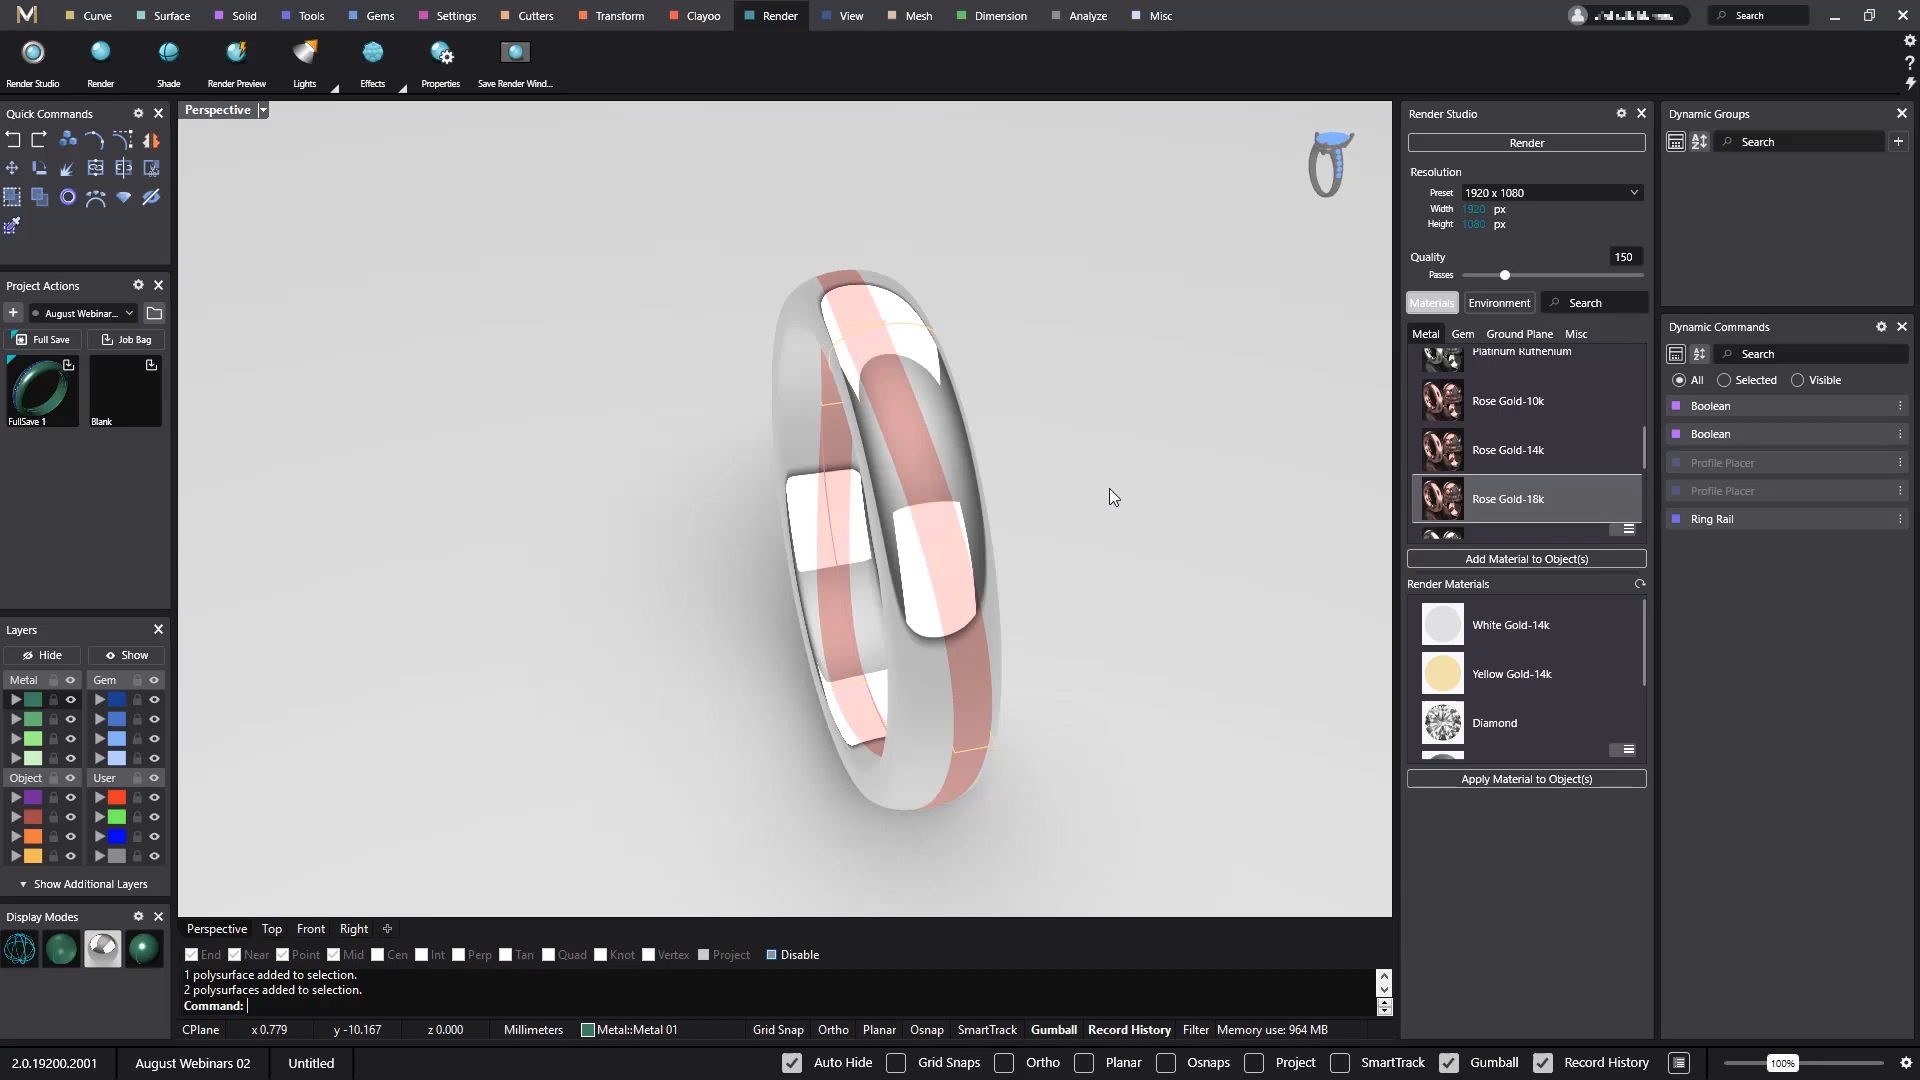 Curve Surface Solid Tools Gems Settings Cutters Transform Clayoo Render View Mesh Dimension Analyze Misc Search
Render Studio Render Shade Render Preview Lights Effects Properties Save Render Wind...
Quick Commands
Project Actions
August Webinar...
Full Save Job Bag
FullSave 1 Blank
Layers
Hide Show
Metal Gem
Object User
Show Additional Layers
Display Modes
Perspective
Perspective Top Front Right
End Near Point Mid Cen Int Perp Tan Quad Knot Vertex Project Disable
1 polysurface added to selection.
2 polysurfaces added to selection.
Command:
CPlane x 0.779 y -10.167 z 0.000 Millimeters Metal::Metal 01 Grid Snap Ortho Planar Osnap SmartTrack Gumball Record History Filter Memory use: 964 MB
Render Studio
Render
Resolution
Preset 1920 x 1080
Width 1920 px
Height 1080 px
Quality 150
Passes
Materials Environment Search
Metal Gem Ground Plane Misc
Platinum Ruthenium
Rose Gold-10k
Rose Gold-14k
Rose Gold-18k
Add Material to Object(s)
Render Materials
White Gold-14k
Yellow Gold-14k
Diamond
Apply Material to Object(s)
Dynamic Groups
Search
Dynamic Commands
Search
All Selected Visible
Boolean
Boolean
Profile Placer
Profile Placer
Ring Rail
2.0.19200.2001 August Webinars 02 Untitled Auto Hide Grid Snaps Ortho Planar Osnaps Project SmartTrack Gumball Record History 100%